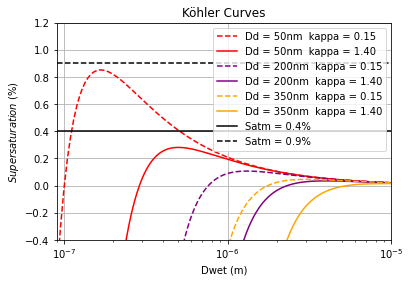 Köhler Curves
Supersaturation (%)
1.2
1.0
0.8
0.6
0.4
0.2
0.0
−0.2
−0.4
Dd = 50nm kappa = 0.15
Dd = 50nm kappa = 1.40
Dd = 200nm kappa = 0.15
Dd = 200nm kappa = 1.40
Dd = 350nm kappa = 0.15
Dd = 350nm kappa = 1.40
Satm = 0.4%
Satm = 0.9%
10⁻⁷ 10⁻⁶ 10⁻⁵
Dwet (m)